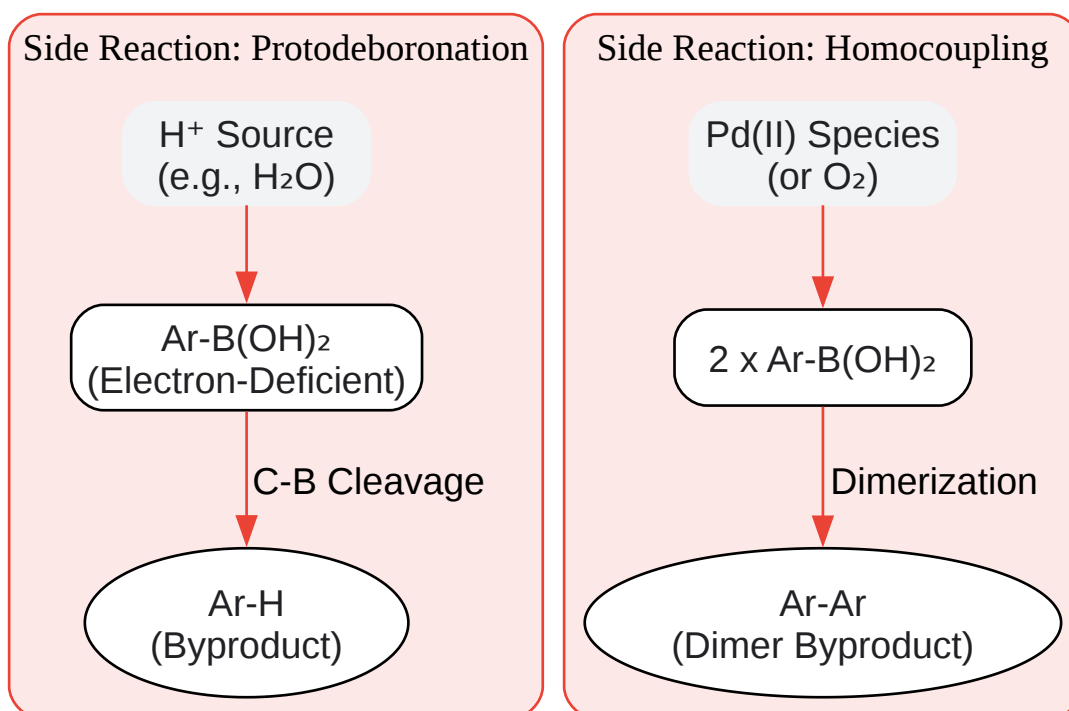 Side Reaction: Protodeboronation
H⁺ Source
(e.g., H₂O)
Ar-B(OH)₂
(Electron-Deficient)
C-B Cleavage
Ar-H
(Byproduct)
Side Reaction: Homocoupling
Pd(II) Species
(or O₂)
2 x Ar-B(OH)₂
Dimerization
Ar-Ar
(Dimer Byproduct)